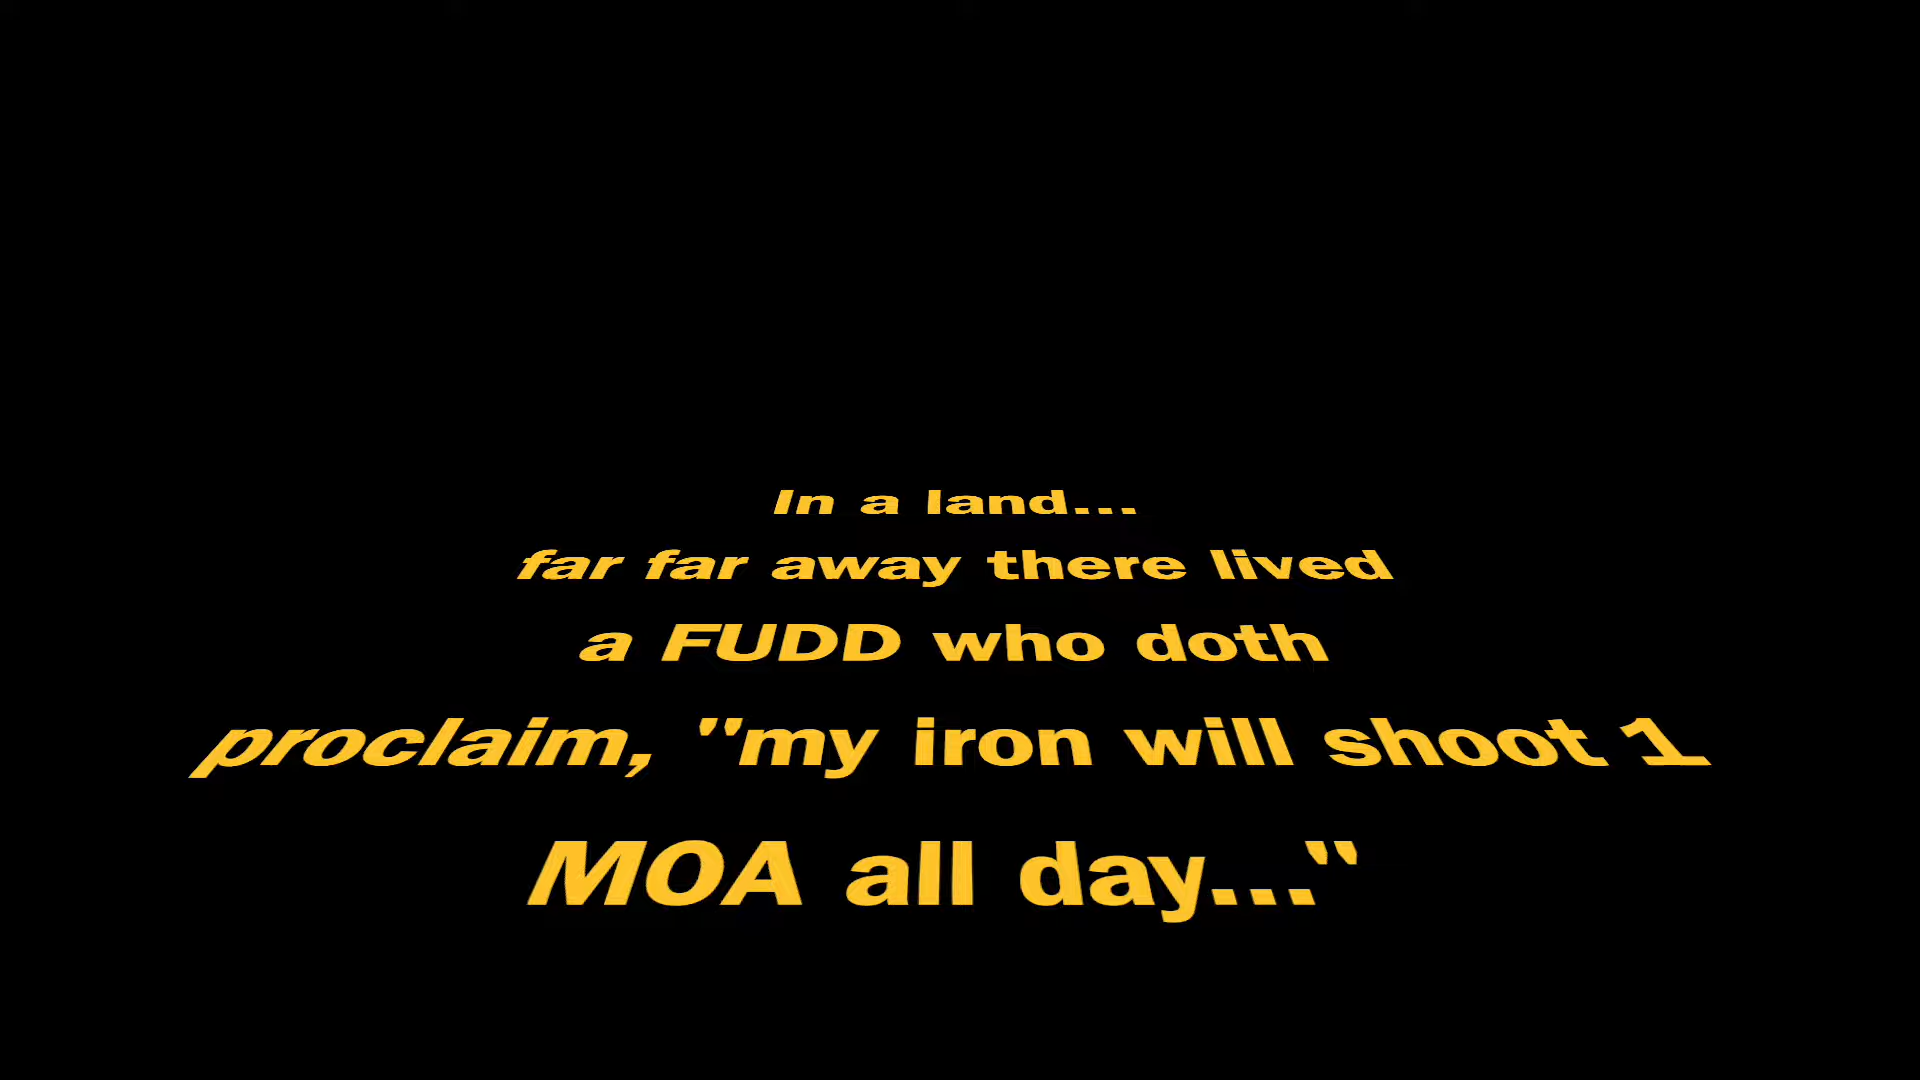 In a land...
far far away there lived
a FUDD who doth
proclaim, "my iron will shoot 1
MOA all day..."